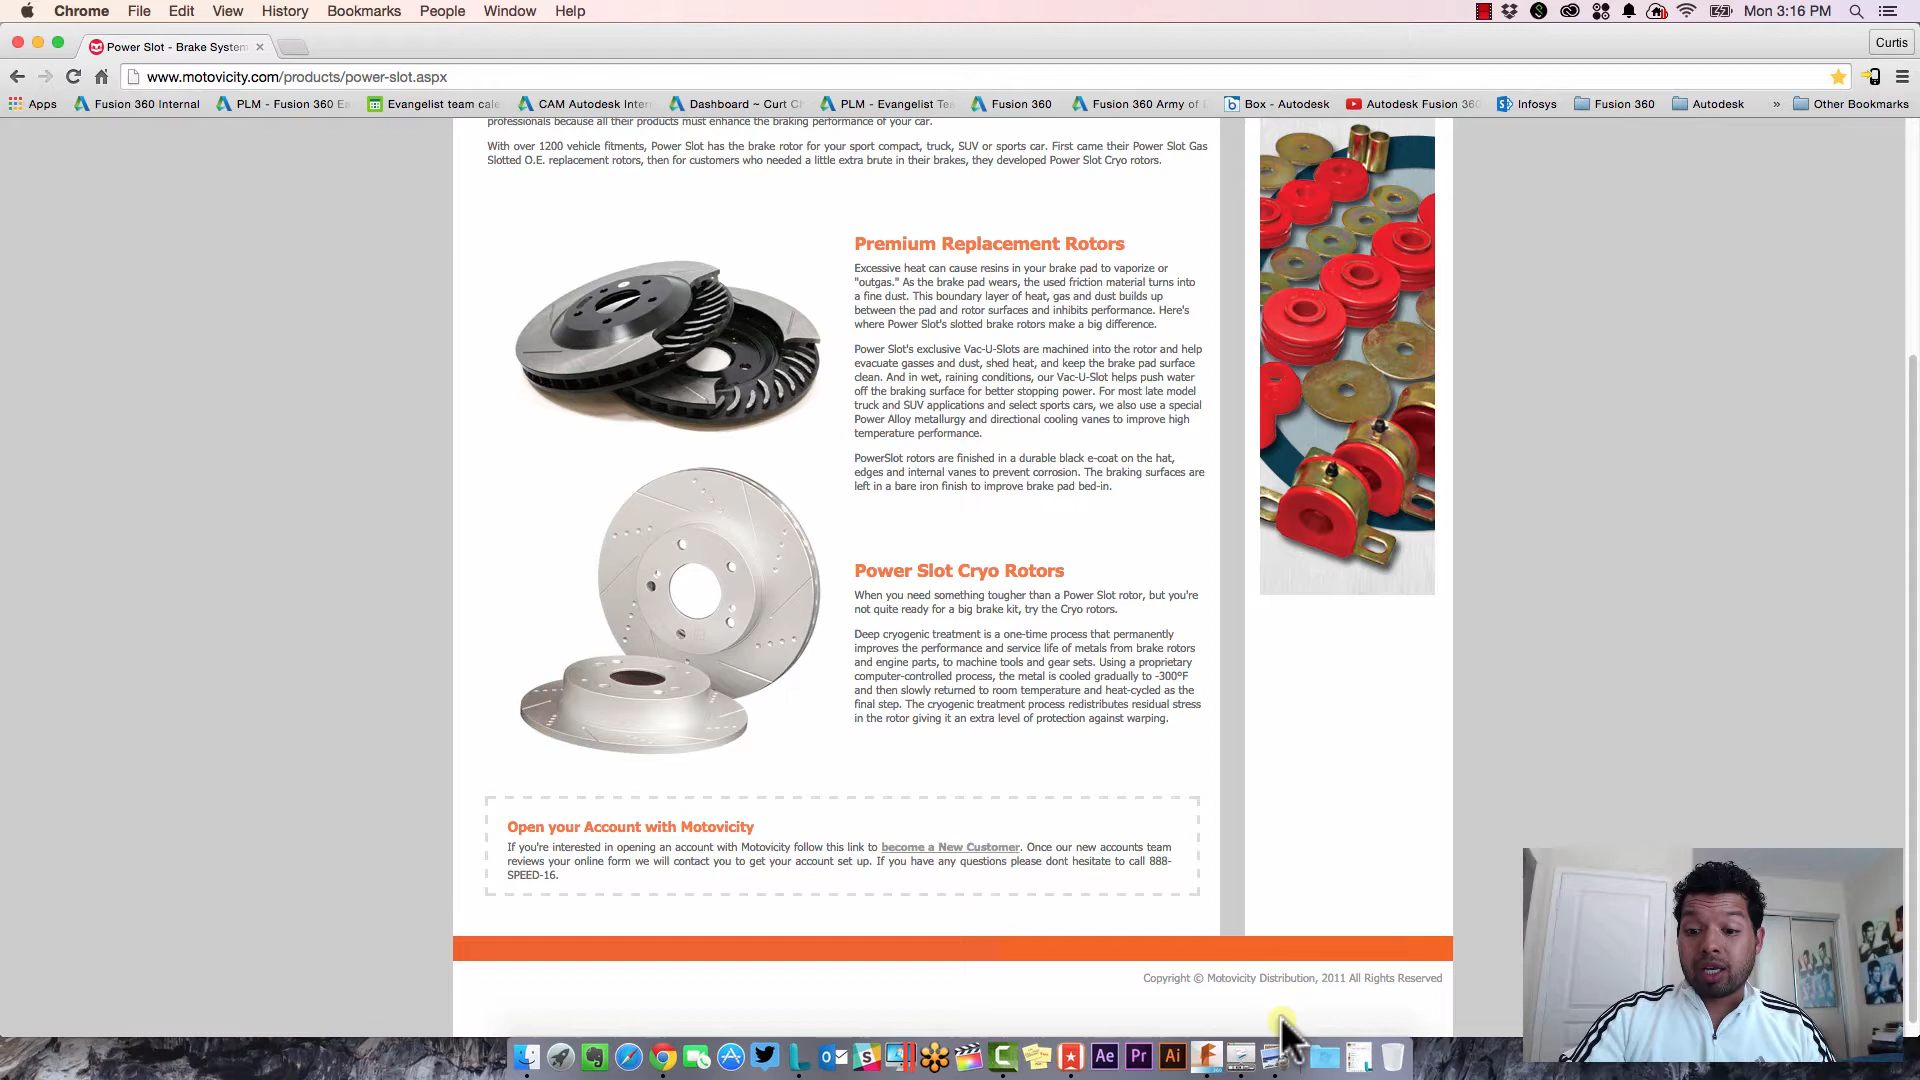 Chrome File Edit View History Bookmarks People Window Help
Mon 3:16 PM
Power Slot - Brake System
Curtis
www.motovicity.com/products/power-slot.aspx
Apps Fusion 360 Internal PLM - Fusion 360 Ea Evangelist team cale CAM Autodesk Inter Dashboard ~ Curt C PLM - Evangelist Te Fusion 360 Fusion 360 Army of Box - Autodesk Autodesk Fusion 360 Infosys Fusion 360 Autodesk » Other Bookmarks
professionals because all their products must enhance the braking performance of your car.
With over 1200 vehicle fitments, Power Slot has the brake rotor for your sport compact, truck, SUV or sports car. First came their Power Slot Gas
Slotted O.E. replacement rotors, then for customers who needed a little extra brute in their brakes, they developed Power Slot Cryo rotors.
Premium Replacement Rotors
Excessive heat can cause resins in your brake pad to vaporize or
"outgas." As the brake pad wears, the used friction material turns into
a fine dust. This boundary layer of heat, gas and dust builds up
between the pad and rotor surfaces and inhibits performance. Here's
where Power Slot's slotted brake rotors make a big difference.
Power Slot's exclusive Vac-U-Slots are machined into the rotor and help
evacuate gasses and dust, shed heat, and keep the brake pad surface
clean. And in wet, raining conditions, our Vac-U-Slot helps push water
off the braking surface for better stopping power. For most late model
truck and SUV applications and select sports cars, we also use a special
Power Alloy metallurgy and directional cooling vanes to improve high
temperature performance.
PowerSlot rotors are finished in a durable black e-coat on the hat,
edges and internal vanes to prevent corrosion. The braking surfaces are
left in a bare iron finish to improve brake pad bed-in.
Power Slot Cryo Rotors
When you need something tougher than a Power Slot rotor, but you're
not quite ready for a big brake kit, try the Cryo rotors.
Deep cryogenic treatment is a one-time process that permanently
improves the performance and service life of metals from brake rotors
and engine parts, to machine tools and gear sets. Using a proprietary
computer-controlled process, the metal is cooled gradually to -300°F
and then slowly returned to room temperature and heat-cycled as the
final step. The cryogenic treatment process redistributes residual stress
in the rotor giving it an extra level of protection against warping.
Open your Account with Motovicity
If you're interested in opening an account with Motovicity follow this link to become a New Customer. Once our new accounts team
reviews your online form we will contact you to get your account set up. If you have any questions please dont hesitate to call 888-
SPEED-16.
Copyright © Motovicity Distribution, 2011 All Rights Reserved
Ae Pr Ai